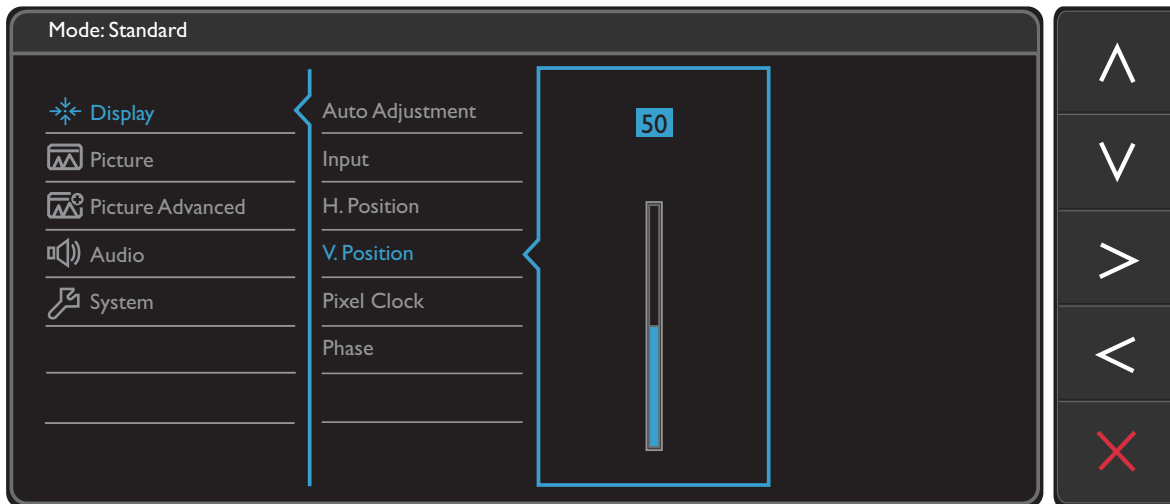 Mode: Standard
Display
Picture
Picture Advanced
Audio
System
Auto Adjustment
Input
H. Position
V. Position
Pixel Clock
Phase
50